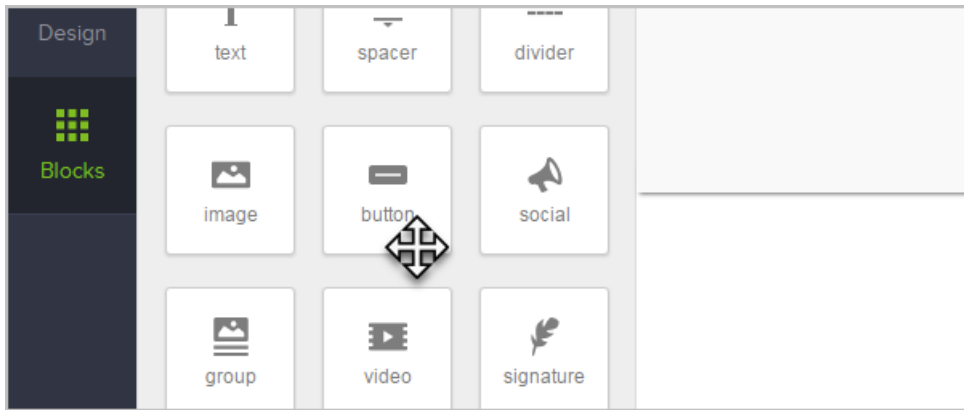 Design
text
spacer
divider
Blocks
image
button
social
group
video
signature